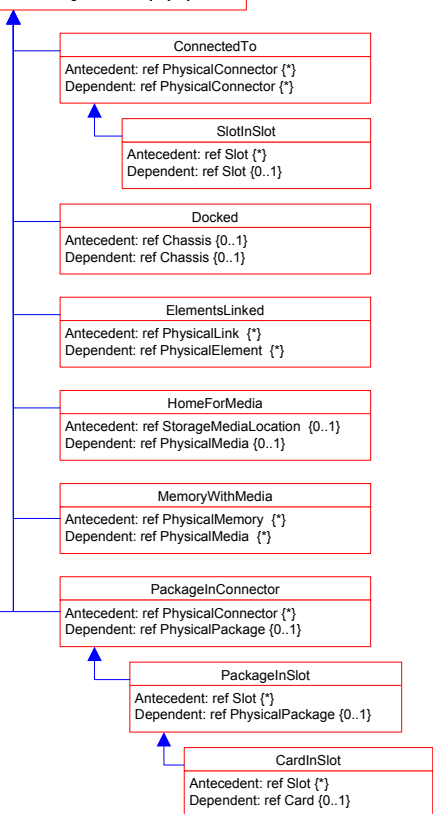 ConnectedTo
Antecedent: ref PhysicalConnector {*}
Dependent: ref PhysicalConnector {*}
SlotInSlot
Antecedent: ref Slot {*}
Dependent: ref Slot {0..1}
Docked
Antecedent: ref Chassis {0..1}
Dependent: ref Chassis {0..1}
ElementsLinked
Antecedent: ref PhysicalLink {*}
Dependent: ref PhysicalElement {*}
HomeForMedia
Antecedent: ref StorageMediaLocation {0..1}
Dependent: ref PhysicalMedia {0..1}
MemoryWithMedia
Antecedent: ref PhysicalMemory {*}
Dependent: ref PhysicalMedia {*}
PackageInConnector
Antecedent: ref PhysicalConnector {*}
Dependent: ref PhysicalPackage {0..1}
PackageInSlot
Antecedent: ref Slot {*}
Dependent: ref PhysicalPackage {0..1}
CardInSlot
Antecedent: ref Slot {*}
Dependent: ref Card {0..1}